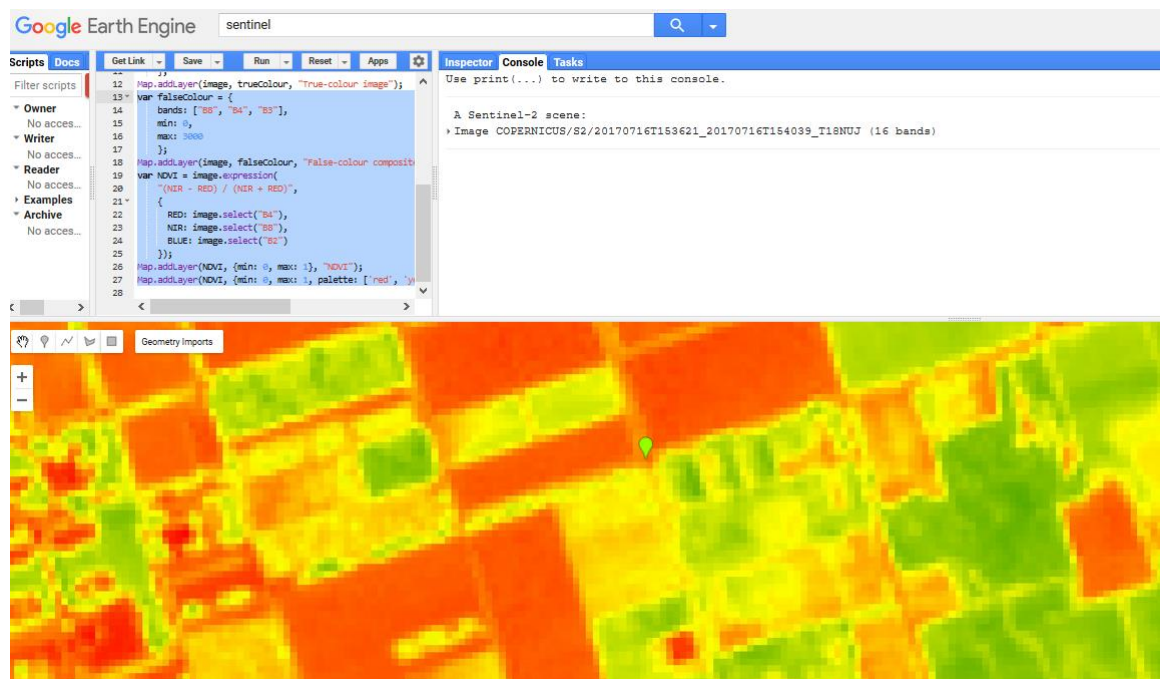 Google Earth Engine
sentinel
Scripts Docs
Filter scripts
Owner
No acces...
Writer
No acces...
Reader
No acces...
Examples
Archive
No acces...
Get Link Save Run Reset Apps
11 };
12 Map.addLayer(image, trueColour, "True-colour image");
13 var falseColour = {
14 bands: ["B8", "B4", "B3"],
15 min: 0,
16 max: 3000
17 };
18 Map.addLayer(image, falseColour, "False-colour composit
19 var NDVI = image.expression(
20 "(NIR - RED) / (NIR + RED)",
21 {
22 RED: image.select("B4"),
23 NIR: image.select("B8"),
24 BLUE: image.select("B2")
25 });
26 Map.addLayer(NDVI, {min: 0, max: 1}, "NDVI");
27 Map.addLayer(NDVI, {min: 0, max: 1, palette: ['red', 'y
28
Inspector Console Tasks
Use print(...) to write to this console.
A Sentinel-2 scene:
Image COPERNICUS/S2/20170716T153621_20170716T154039_T18NUJ (16 bands)
Geometry Imports
+
−